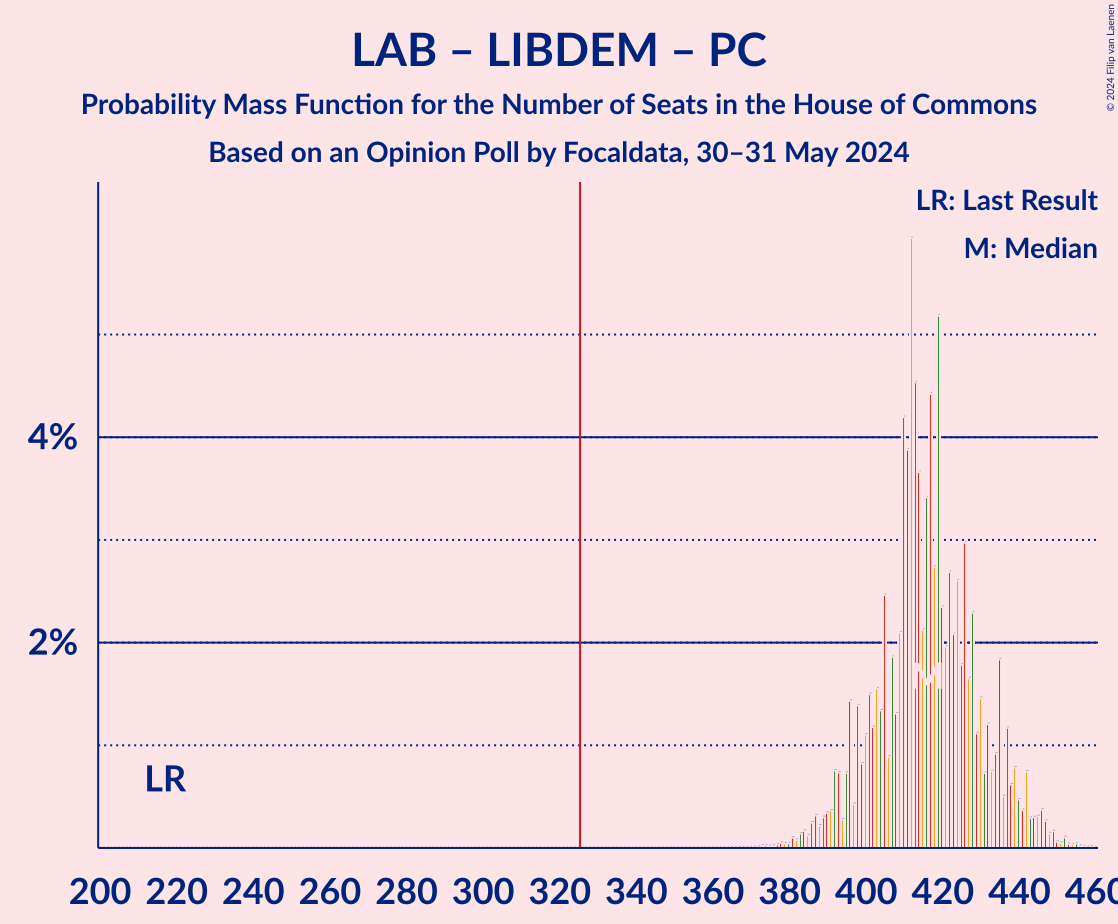 LAB – LIBDEM – PC
Probability Mass Function for the Number of Seats in the House of Commons
Based on an Opinion Poll by Focaldata, 30–31 May 2024
© 2024 Filip van Laenen
LR: Last Result
M: Median
4%
2%
LR
200 220 240 260 280 300 320 340 360 380 400 420 440 460